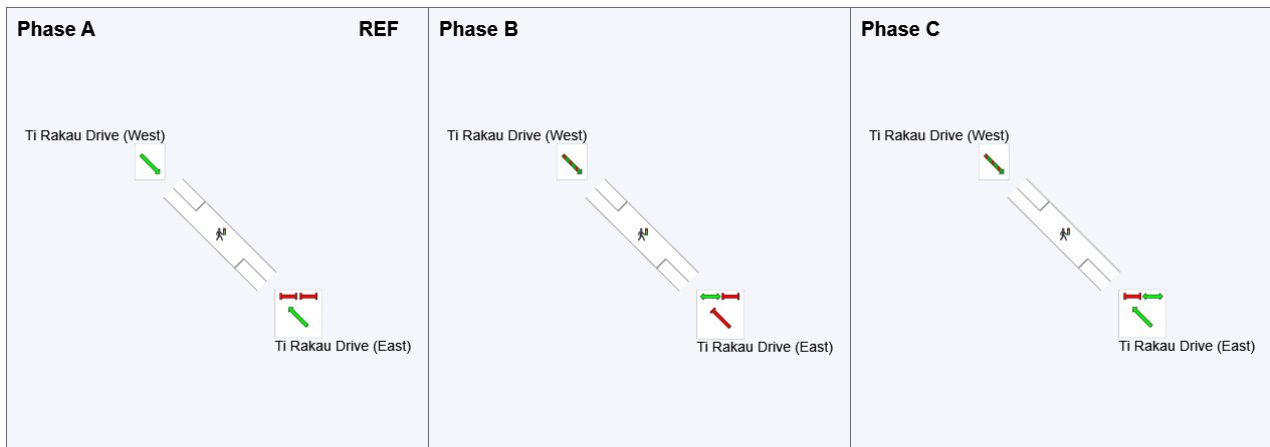 Phase A
REF
Ti Rakau Drive (West)
Ti Rakau Drive (East)
Phase B
Ti Rakau Drive (West)
Ti Rakau Drive (East)
Phase C
Ti Rakau Drive (West)
Ti Rakau Drive (East)